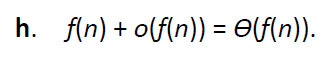 h. f(n) + o(f(n)) = Θ(f(n)).